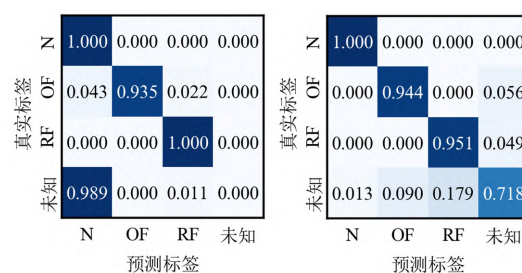 真实标签
N 1.000 0.000 0.000 0.000
OF 0.043 0.935 0.022 0.000
RF 0.000 0.000 1.000 0.000
未知 0.989 0.000 0.011 0.000
N OF RF 未知
预测标签
真实标签
N 1.000 0.000 0.000 0.000
OF 0.000 0.944 0.000 0.056
RF 0.000 0.000 0.951 0.049
未知 0.013 0.090 0.179 0.718
N OF RF 未知
预测标签